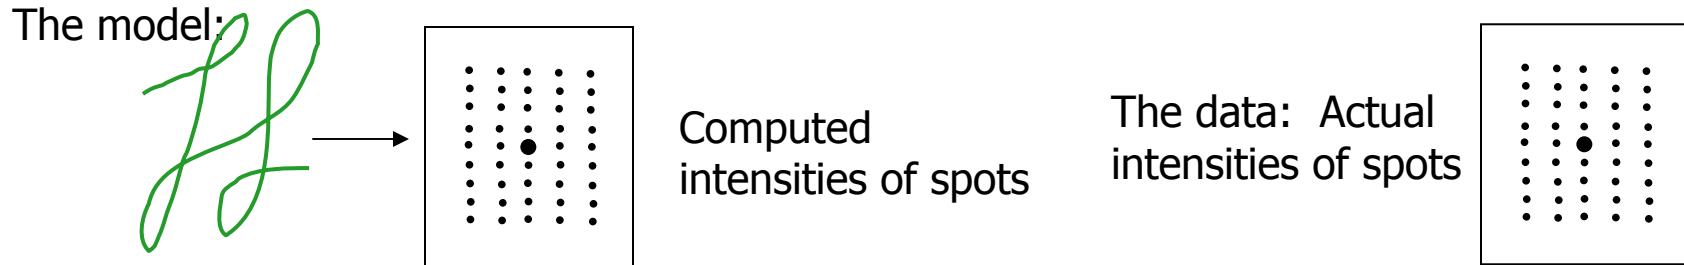 The model:
Computed
intensities of spots
The data: Actual
intensities of spots